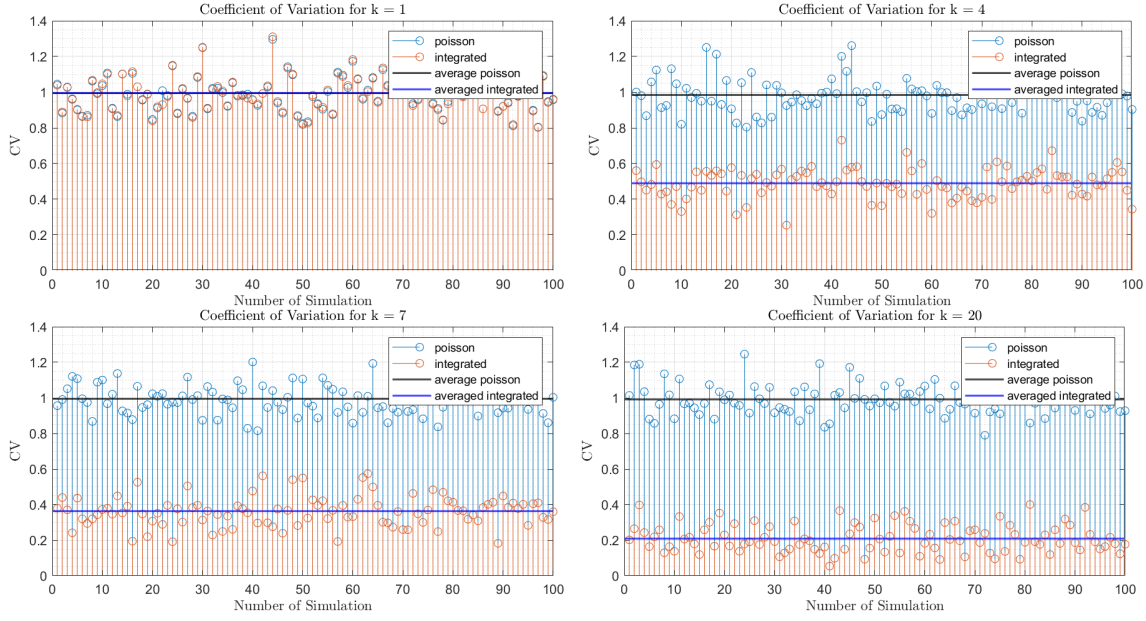 Coefficient of Variation for k = 1
1.4
1.2
1
0.8
0.6
0.4
0.2
0
CV
poisson
integrated
average poisson
averaged integrated
0 10 20 30 40 50 60 70 80 90 100
Number of Simulation
Coefficient of Variation for k = 4
1.4
1.2
1
0.8
0.6
0.4
0.2
0
CV
poisson
integrated
average poisson
averaged integrated
0 10 20 30 40 50 60 70 80 90 100
Number of Simulation
Coefficient of Variation for k = 7
1.4
1.2
1
0.8
0.6
0.4
0.2
0
CV
poisson
integrated
average poisson
averaged integrated
0 10 20 30 40 50 60 70 80 90 100
Number of Simulation
Coefficient of Variation for k = 20
1.4
1.2
1
0.8
0.6
0.4
0.2
0
CV
poisson
integrated
average poisson
averaged integrated
0 10 20 30 40 50 60 70 80 90 100
Number of Simulation